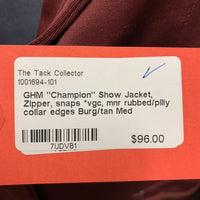 The Tack Collector
1001694-101
GHM "Champion" Show Jacket,
Zipper, snaps *vgc, mnr rubbed/pilly
collar edges Burg/tan Med
$96.00
7UDVB1